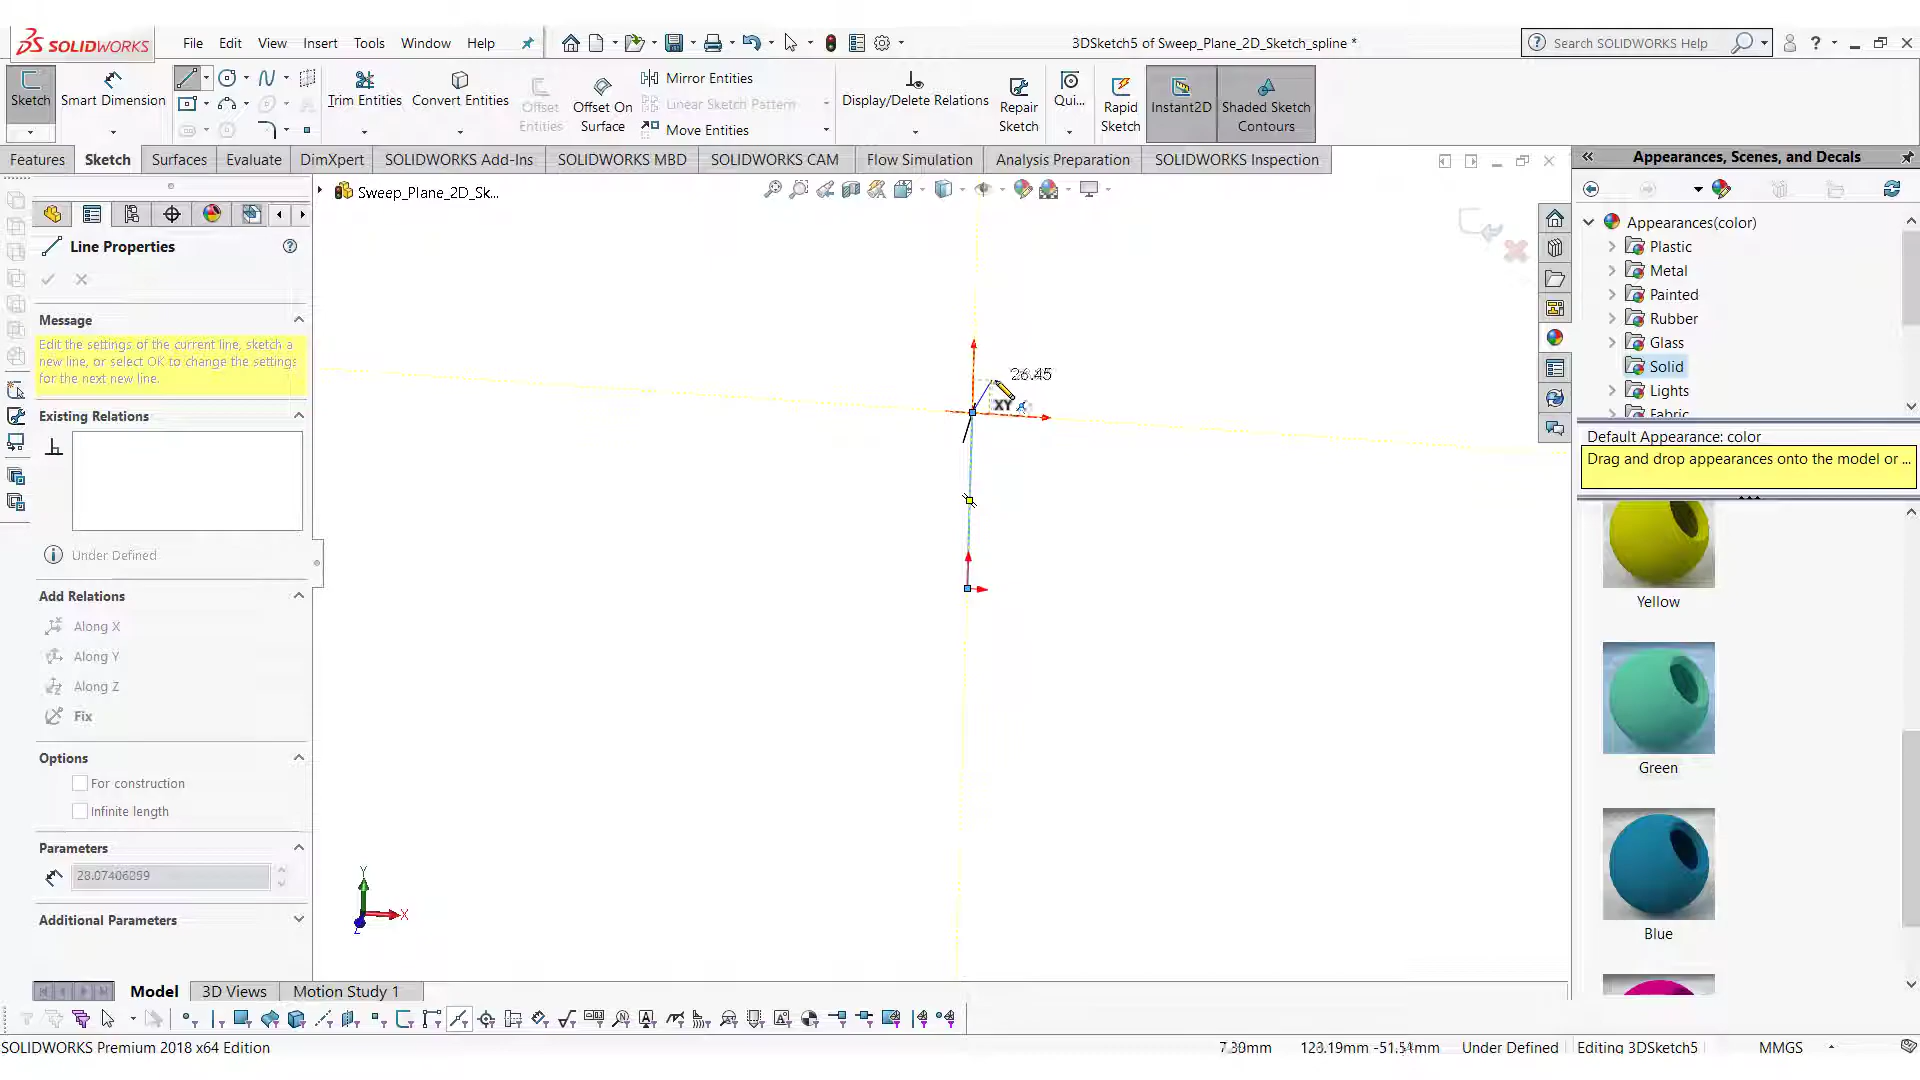 SOLIDWORKS
File Edit View Insert Tools Window Help
3DSketch5 of Sweep_Plane_2D_Sketch_spline *
Search SOLIDWORKS Help
Sketch
Smart Dimension
Trim Entities
Convert Entities
Offset Entities
Offset On Surface
Mirror Entities
Linear Sketch Pattern
Move Entities
Display/Delete Relations
Repair Sketch
Qui...
Rapid Sketch
Instant2D
Shaded Sketch Contours
Features Sketch Surfaces Evaluate DimXpert SOLIDWORKS Add-Ins SOLIDWORKS MBD SOLIDWORKS CAM Flow Simulation Analysis Preparation SOLIDWORKS Inspection
Appearances, Scenes, and Decals
Sweep_Plane_2D_Sk...
Line Properties
Message
Edit the settings of the current line, sketch a
new line, or select OK to change the settings
for the next new line.
Existing Relations
Under Defined
Add Relations
Along X
Along Y
Along Z
Fix
Options
For construction
Infinite length
Parameters
28.07406899
Additional Parameters
26.45
XY
Y
X
Z
Appearances(color)
Plastic
Metal
Painted
Rubber
Glass
Solid
Lights
Fabric
Default Appearance: color
Drag and drop appearances onto the model or ...
Yellow
Green
Blue
Model 3D Views Motion Study 1
SOLIDWORKS Premium 2018 x64 Edition
Under Defined Editing 3DSketch5 MMGS